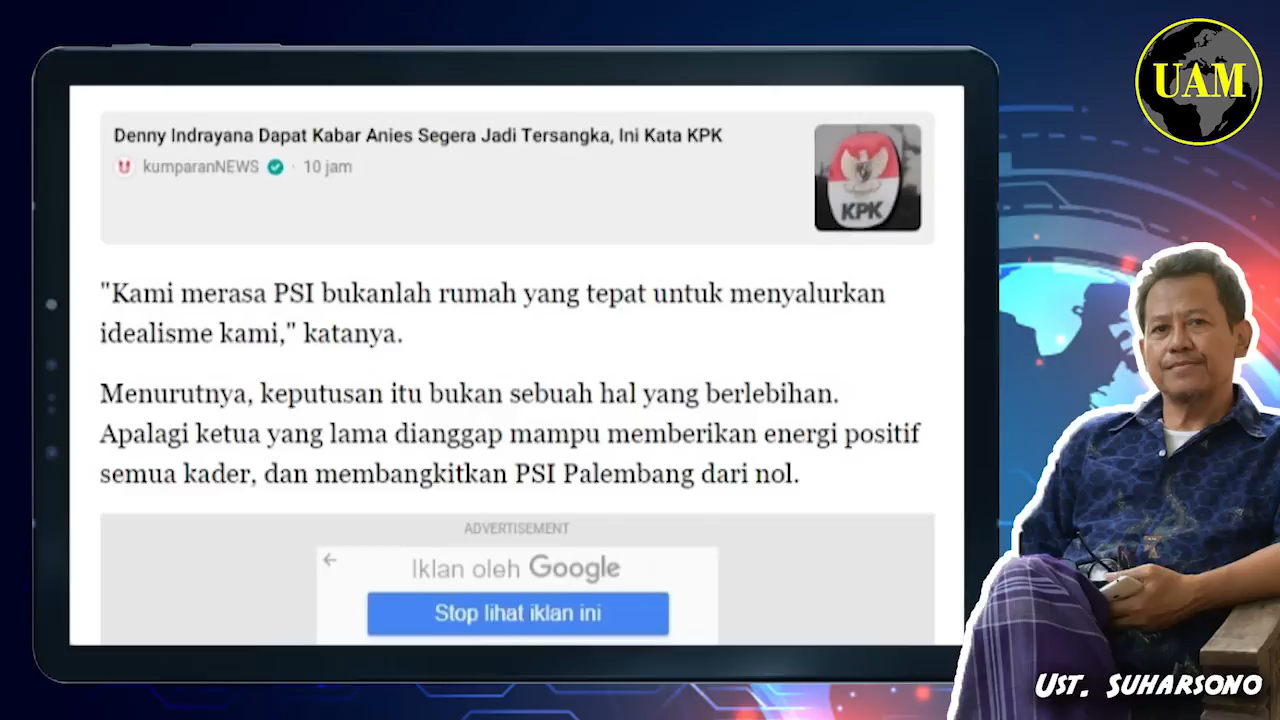 UAM
Denny Indrayana Dapat Kabar Anies Segera Jadi Tersangka, Ini Kata KPK
kumparanNEWS · 10 jam
KPK
"Kami merasa PSI bukanlah rumah yang tepat untuk menyalurkan
idealisme kami," katanya.
Menurutnya, keputusan itu bukan sebuah hal yang berlebihan.
Apalagi ketua yang lama dianggap mampu memberikan energi positif
semua kader, dan membangkitkan PSI Palembang dari nol.
ADVERTISEMENT
Iklan oleh Google
Stop lihat iklan ini
UST. SUHARSONO